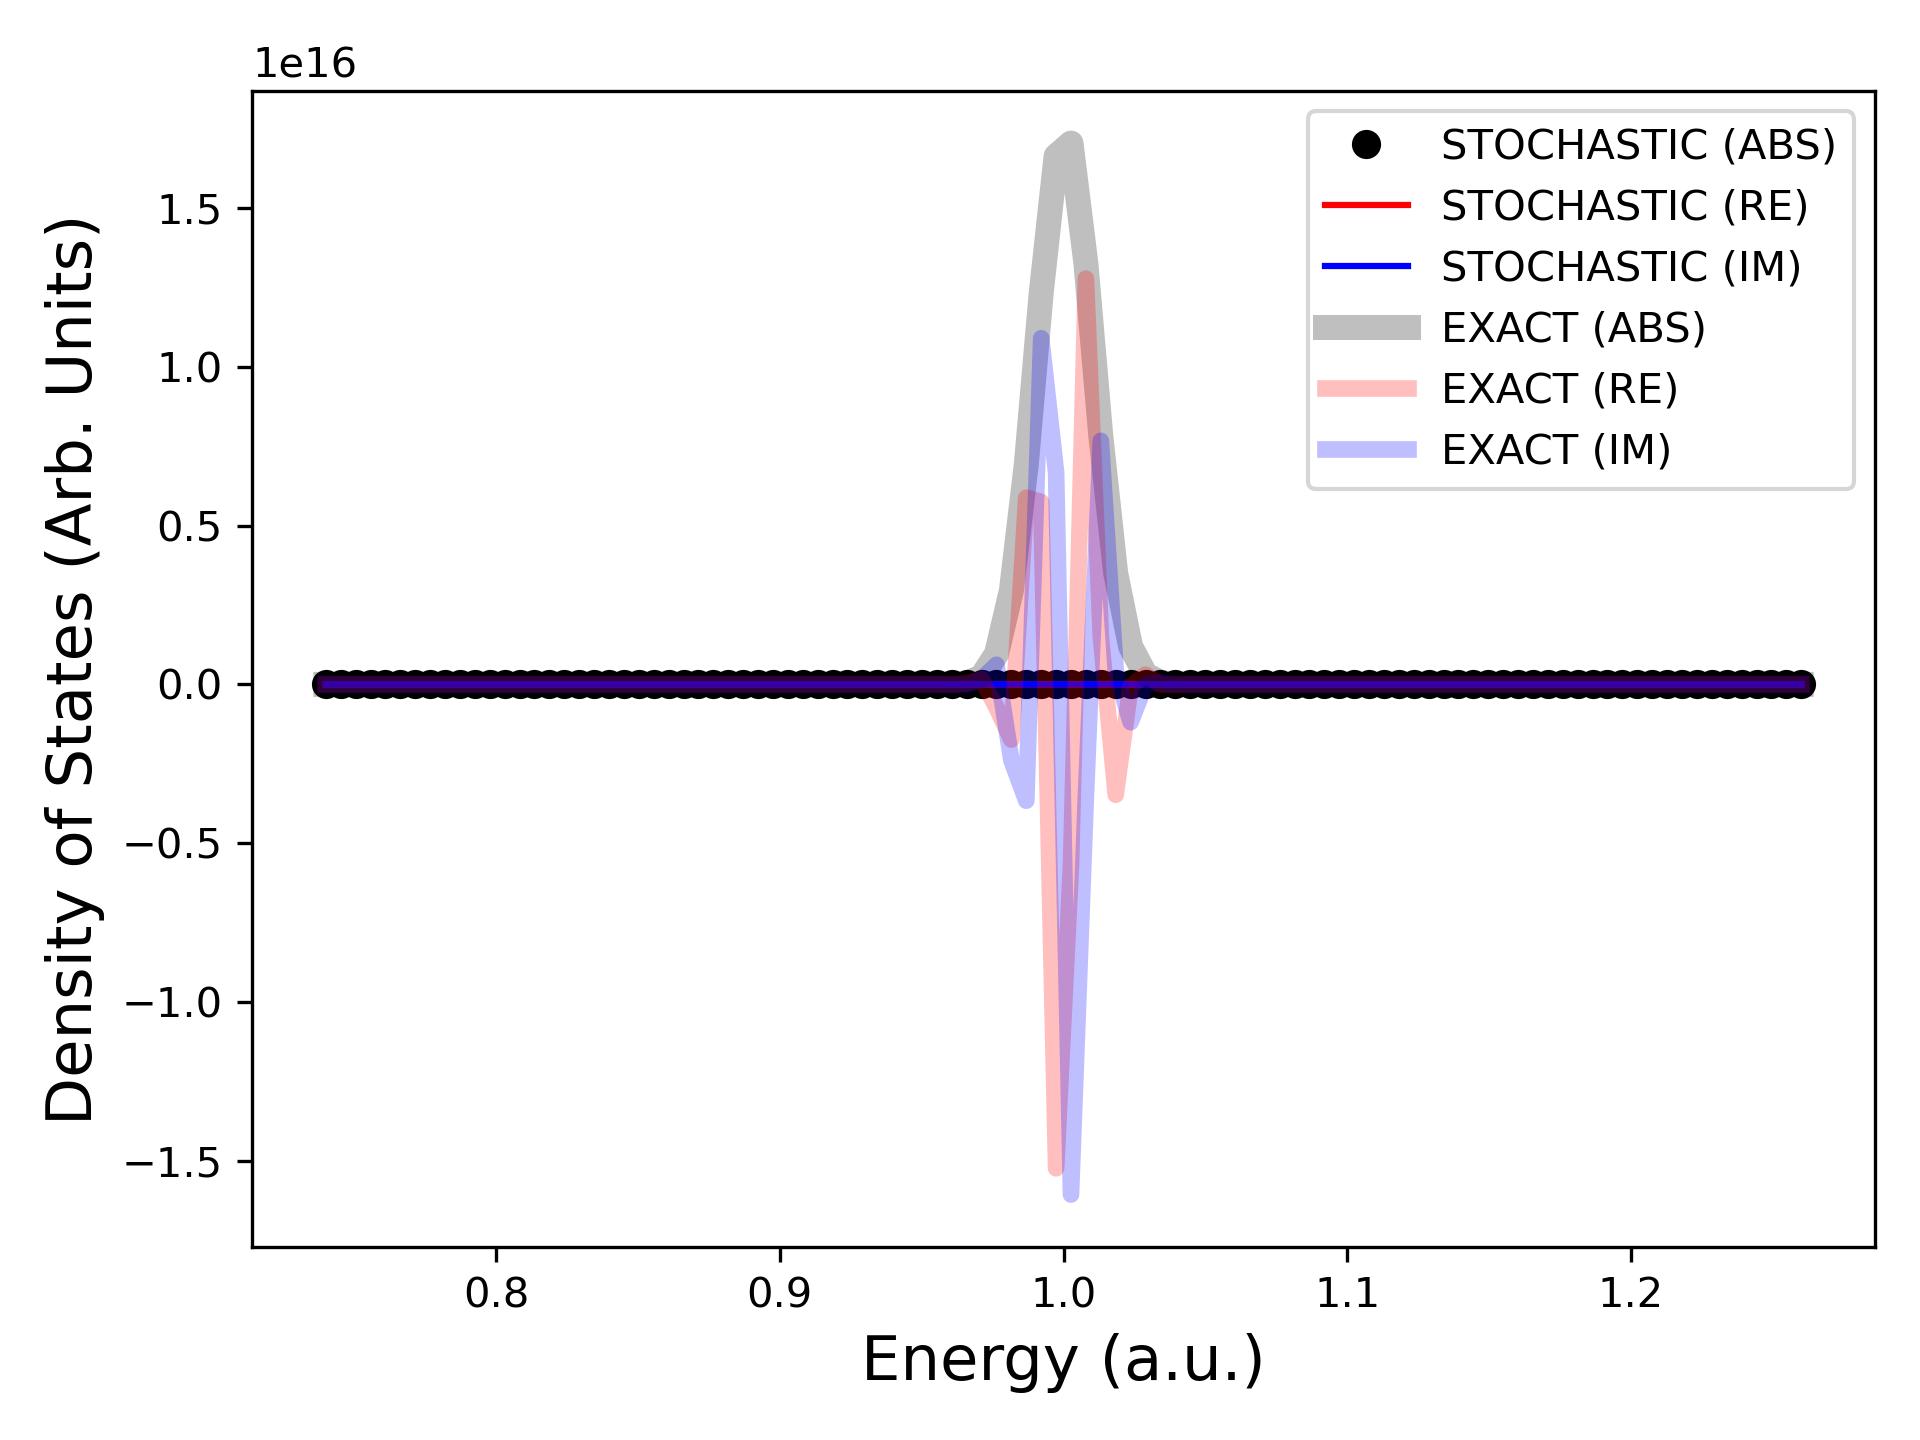 1e16
Density of States (Arb. Units)
1.5
1.0
0.5
0.0
−0.5
−1.0
−1.5
STOCHASTIC (ABS)
STOCHASTIC (RE)
STOCHASTIC (IM)
EXACT (ABS)
EXACT (RE)
EXACT (IM)
0.8 0.9 1.0 1.1 1.2
Energy (a.u.)